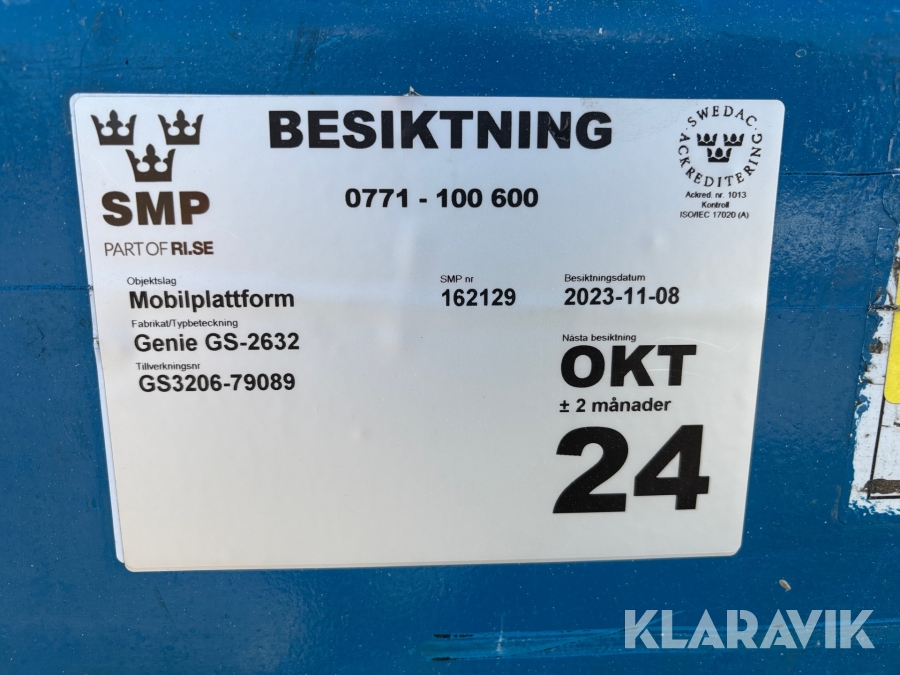 BESIKTNING
0771 - 100 600
SMP
PART OF RI.SE
SWEDAC
ACKREDITERING
Ackred. nr. 1013
Kontroll
ISO/IEC 17020 (A)
Objektslag
Mobilplattform
SMP nr
162129
Besiktningsdatum
2023-11-08
Fabrikat/Typbeteckning
Genie GS-2632
Tillverkningsnr
GS3206-79089
Nästa besiktning
OKT
± 2 månader
24
KLARAVIK